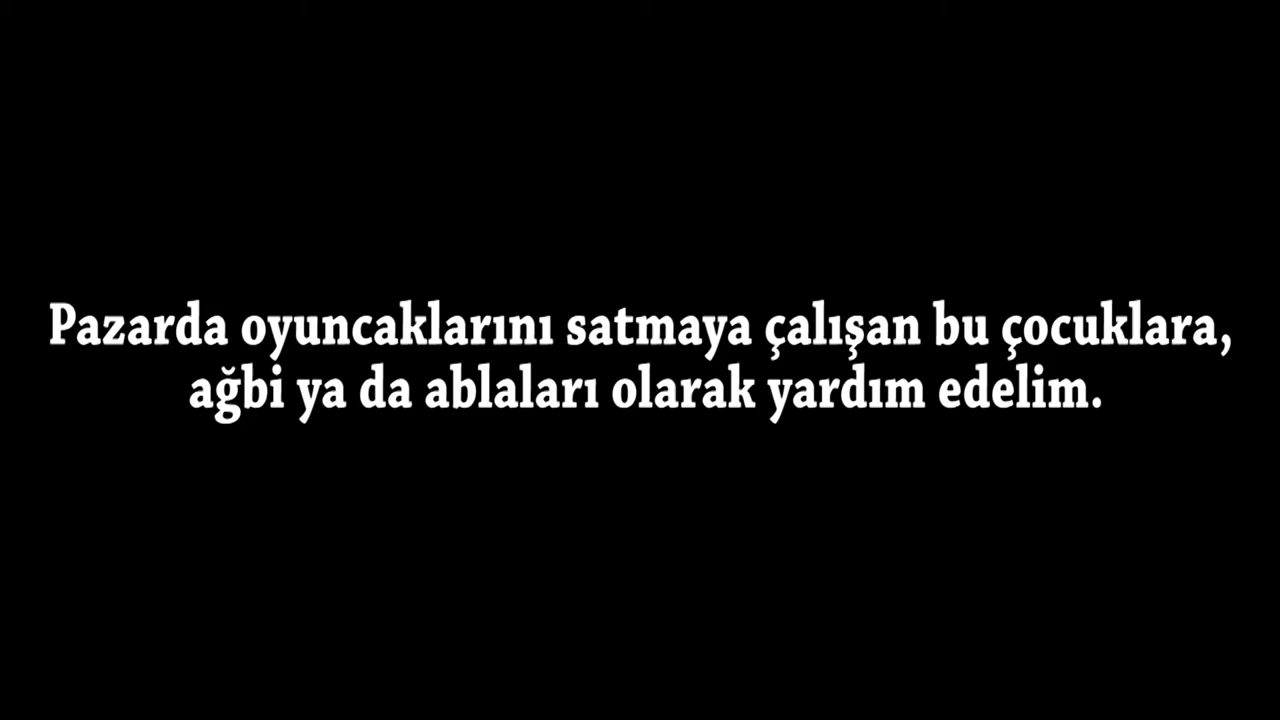 Pazarda oyuncaklarını satmaya çalışan bu çocuklara,
ağbi ya da ablaları olarak yardım edelim.